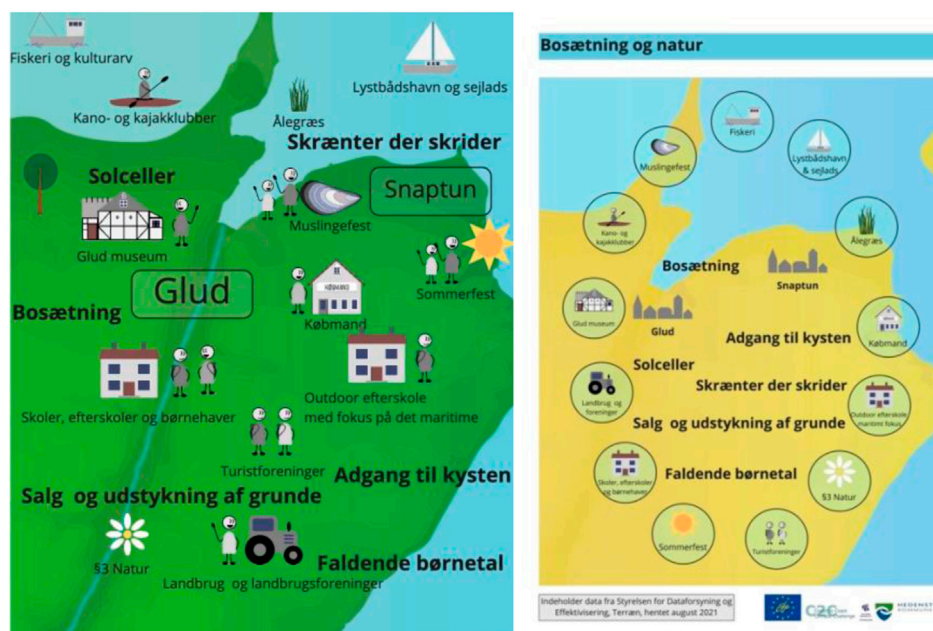 Fiskeri og kulturarv
Lystbådshavn og sejlads
Kano- og kajakklubber
Ålegræs
Skrænter der skrider
Solceller
Snaptun
Muslingefest
Glud museum
Glud
Sommerfest
Bosætning
KØBMAND
Købmand
Skoler, efterskoler og børnehaver
Outdoor efterskole
med fokus på det maritime
Turistforeninger
Adgang til kysten
Salg og udstykning af grunde
§3 Natur
Landbrug og landbrugsforeninger
Faldende børnetal
Bosætning og natur
Fiskeri
Lystbådshavn
& sejlads
Muslingefest
Kano- og
kajakklubber
Ålegræs
Bosætning
Snaptun
Glud museum
Glud
Adgang til kysten
Købmand
Solceller
Skrænter der skrider
Landbrug og
foreninger
Outdoor efterskole
maritimt fokus
Salg og udstykning af grunde
Skoler, efterskoler
og børnehaver
Faldende børnetal
§3 Natur
Sommerfest
Turistforeninger
Indeholder data fra Styrelsen for Dataforsyning og
Effektivisering, Terræn, hentet august 2021
C2C